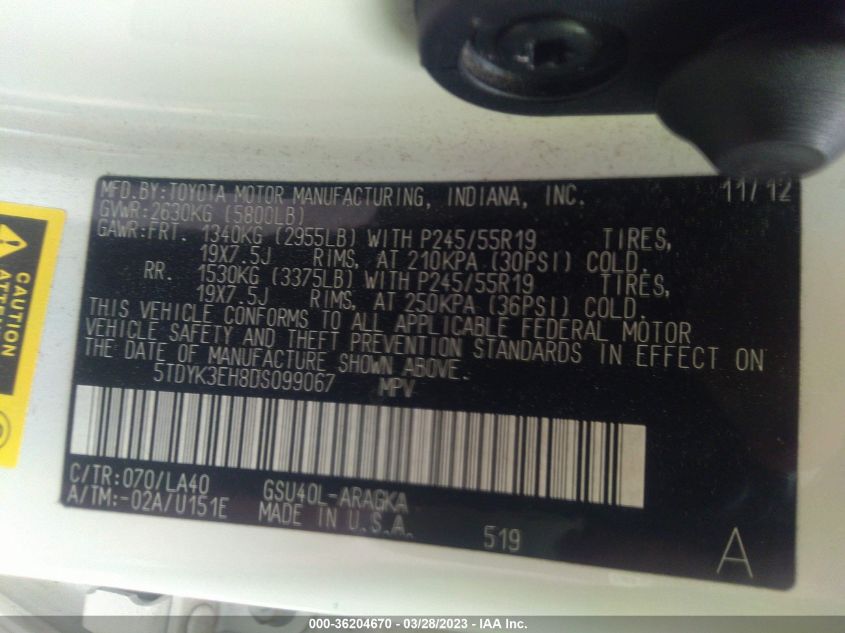 MFD.BY:TOYOTA MOTOR MANUFACTURING, INDIANA, INC. 11/12
GVWR:2630KG (5800LB)
GAWR:FRT. 1340KG (2955LB) WITH P245/55R19 TIRES,
19X7.5J RIMS, AT 210KPA (30PSI) COLD.
RR. 1530KG (3375LB) WITH P245/55R19 TIRES,
19X7.5J RIMS, AT 250KPA (36PSI) COLD.
THIS VEHICLE CONFORMS TO ALL APPLICABLE FEDERAL MOTOR
VEHICLE SAFETY AND THEFT PREVENTION STANDARDS IN EFFECT ON
THE DATE OF MANUFACTURE SHOWN ABOVE.
5TDYK3EH8DS099067 MPV
C/TR:070/LA40 GSU40L-ARAGKA
A/TM:-02A/U151E MADE IN U.S.A.
519
A
CAUTION
000-36204670 - 03/28/2023 - IAA Inc.